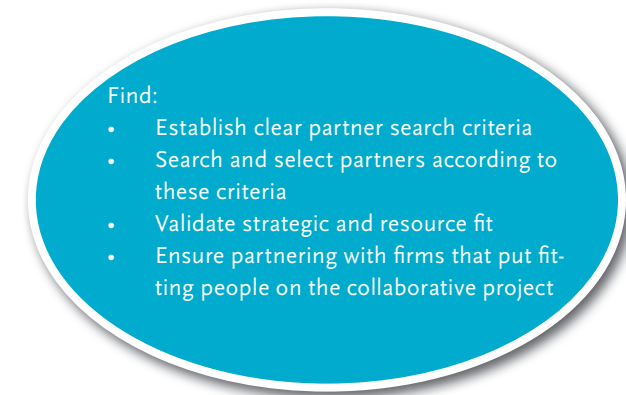 Find:
• Establish clear partner search criteria
• Search and select partners according to
these criteria
• Validate strategic and resource fit
• Ensure partnering with firms that put fit-
ting people on the collaborative project